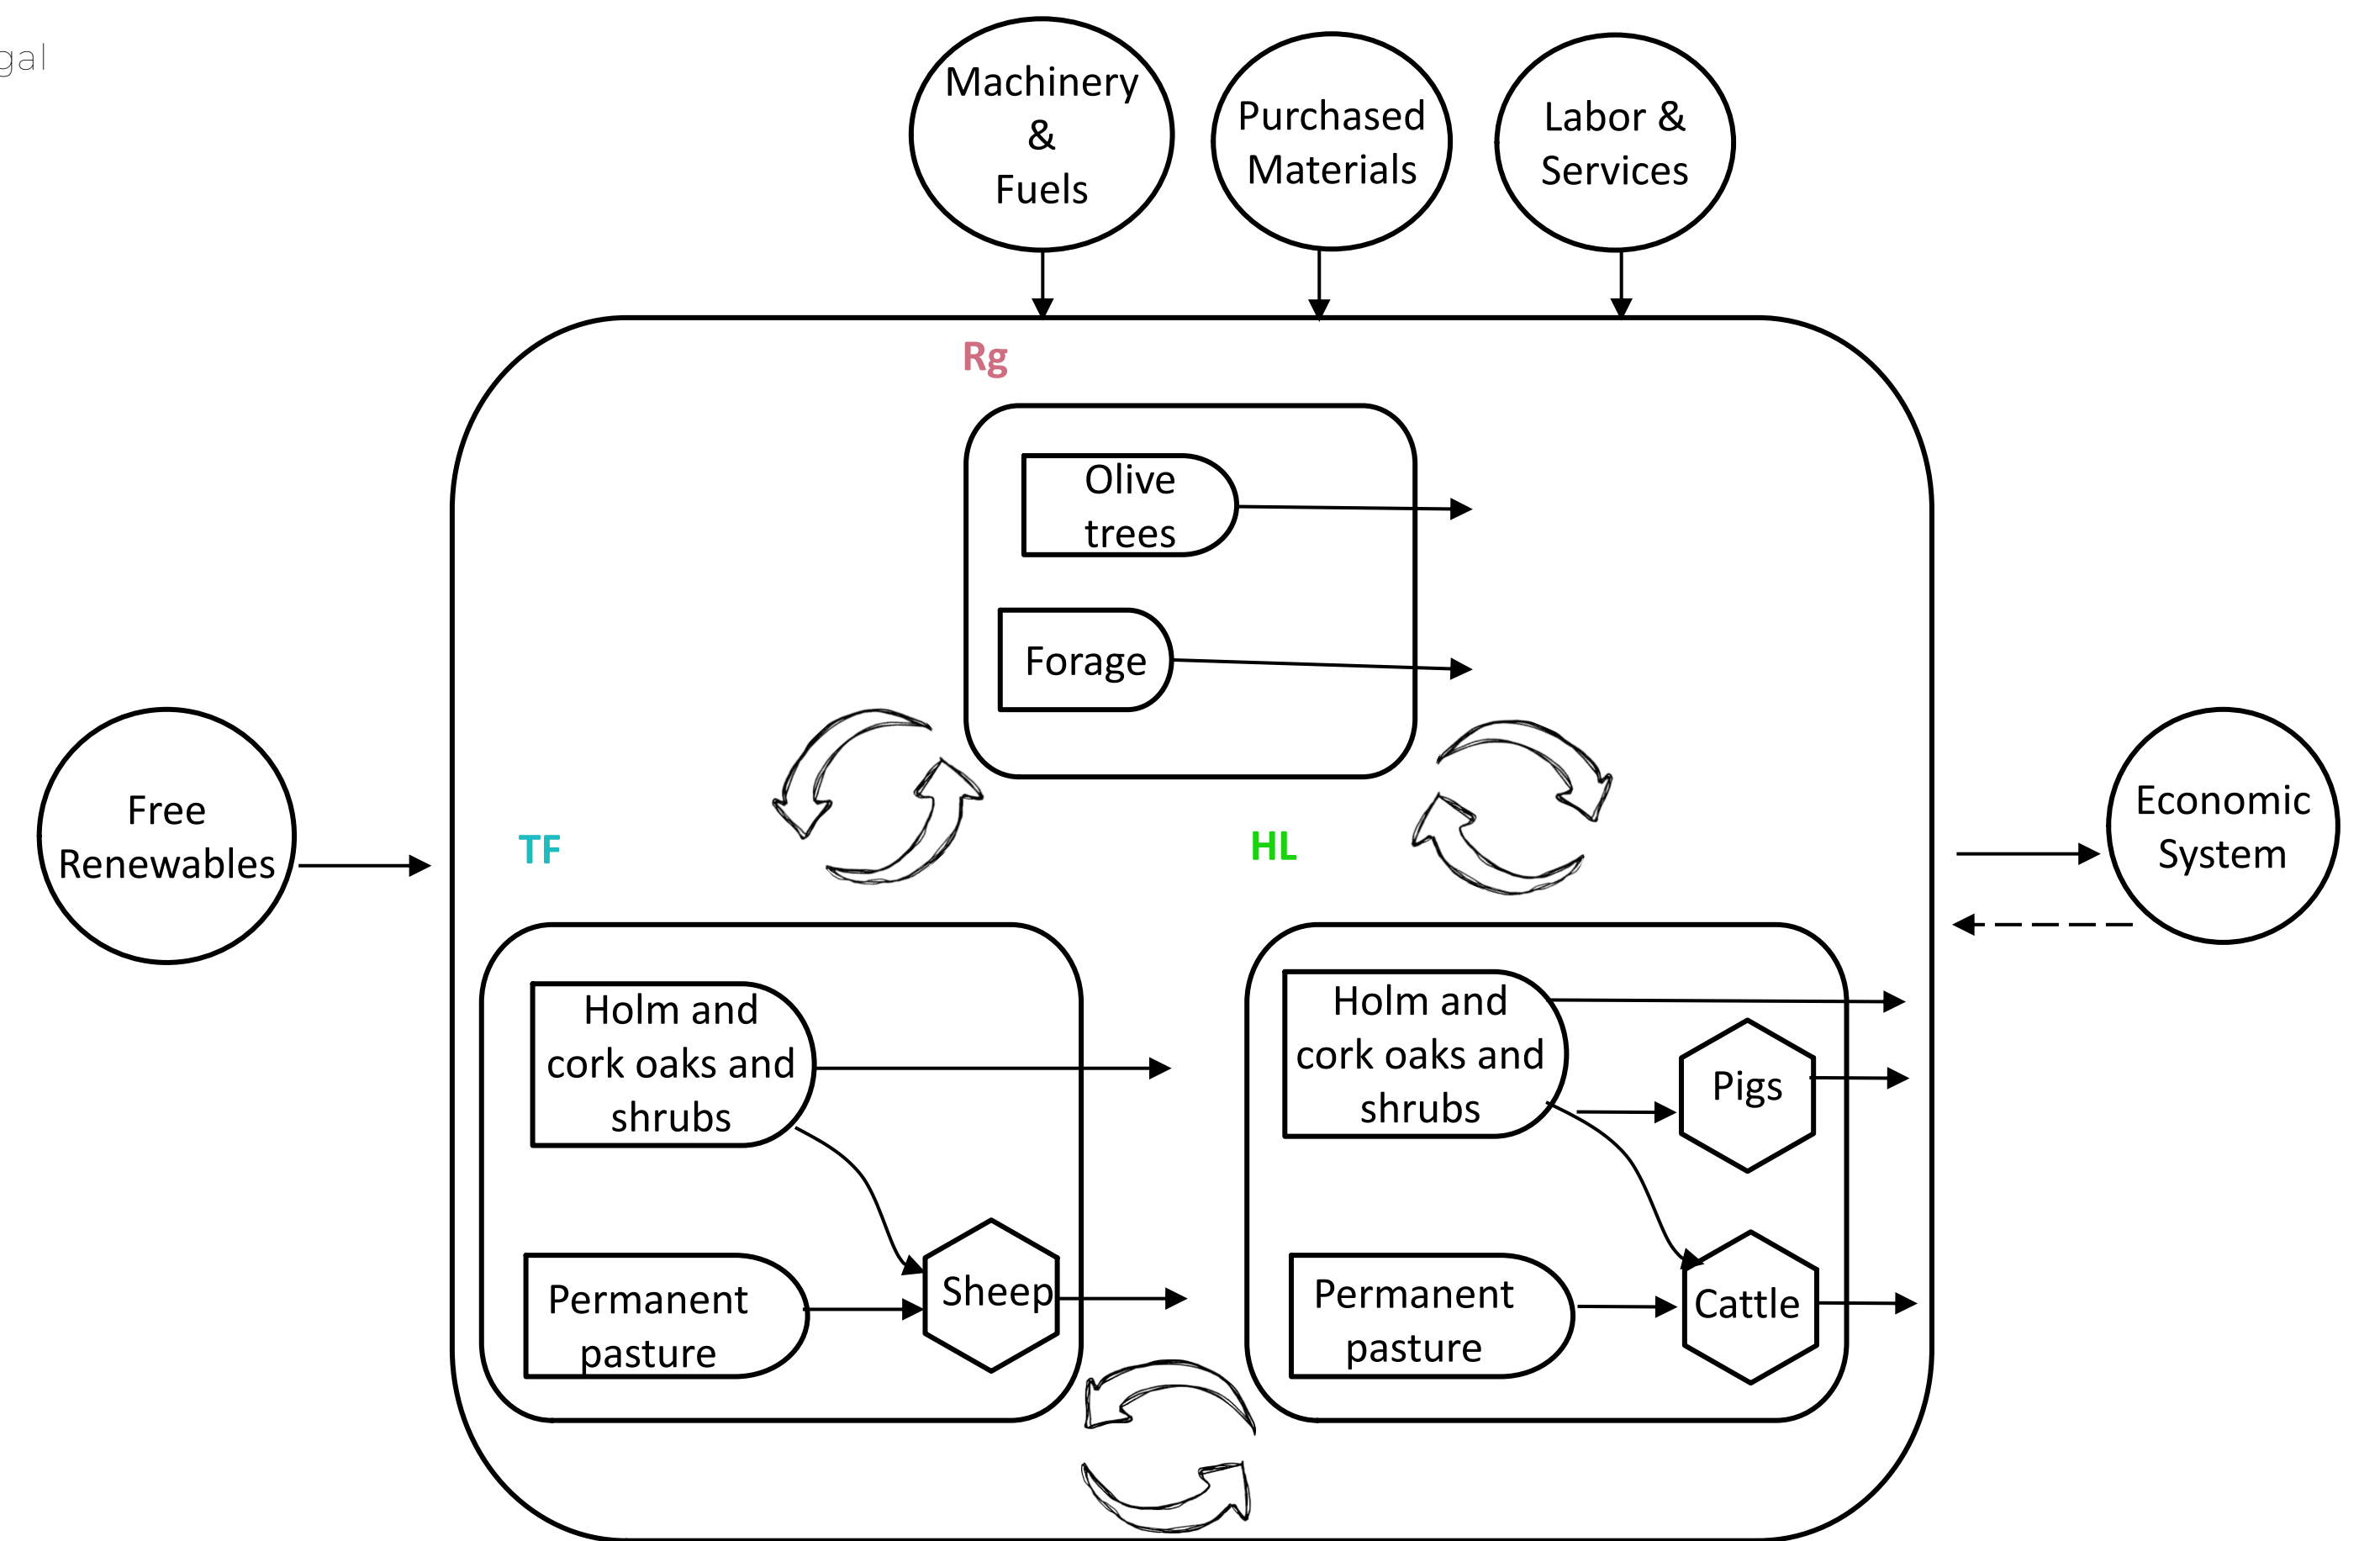 Machinery
&
Fuels
Purchased
Materials
Labor &
Services
Rg
Olive
trees
Forage
Free
Renewables
TF
HL
Economic
System
Holm and
cork oaks and
shrubs
Permanent
pasture
Sheep
Holm and
cork oaks and
shrubs
Pigs
Permanent
pasture
Cattle